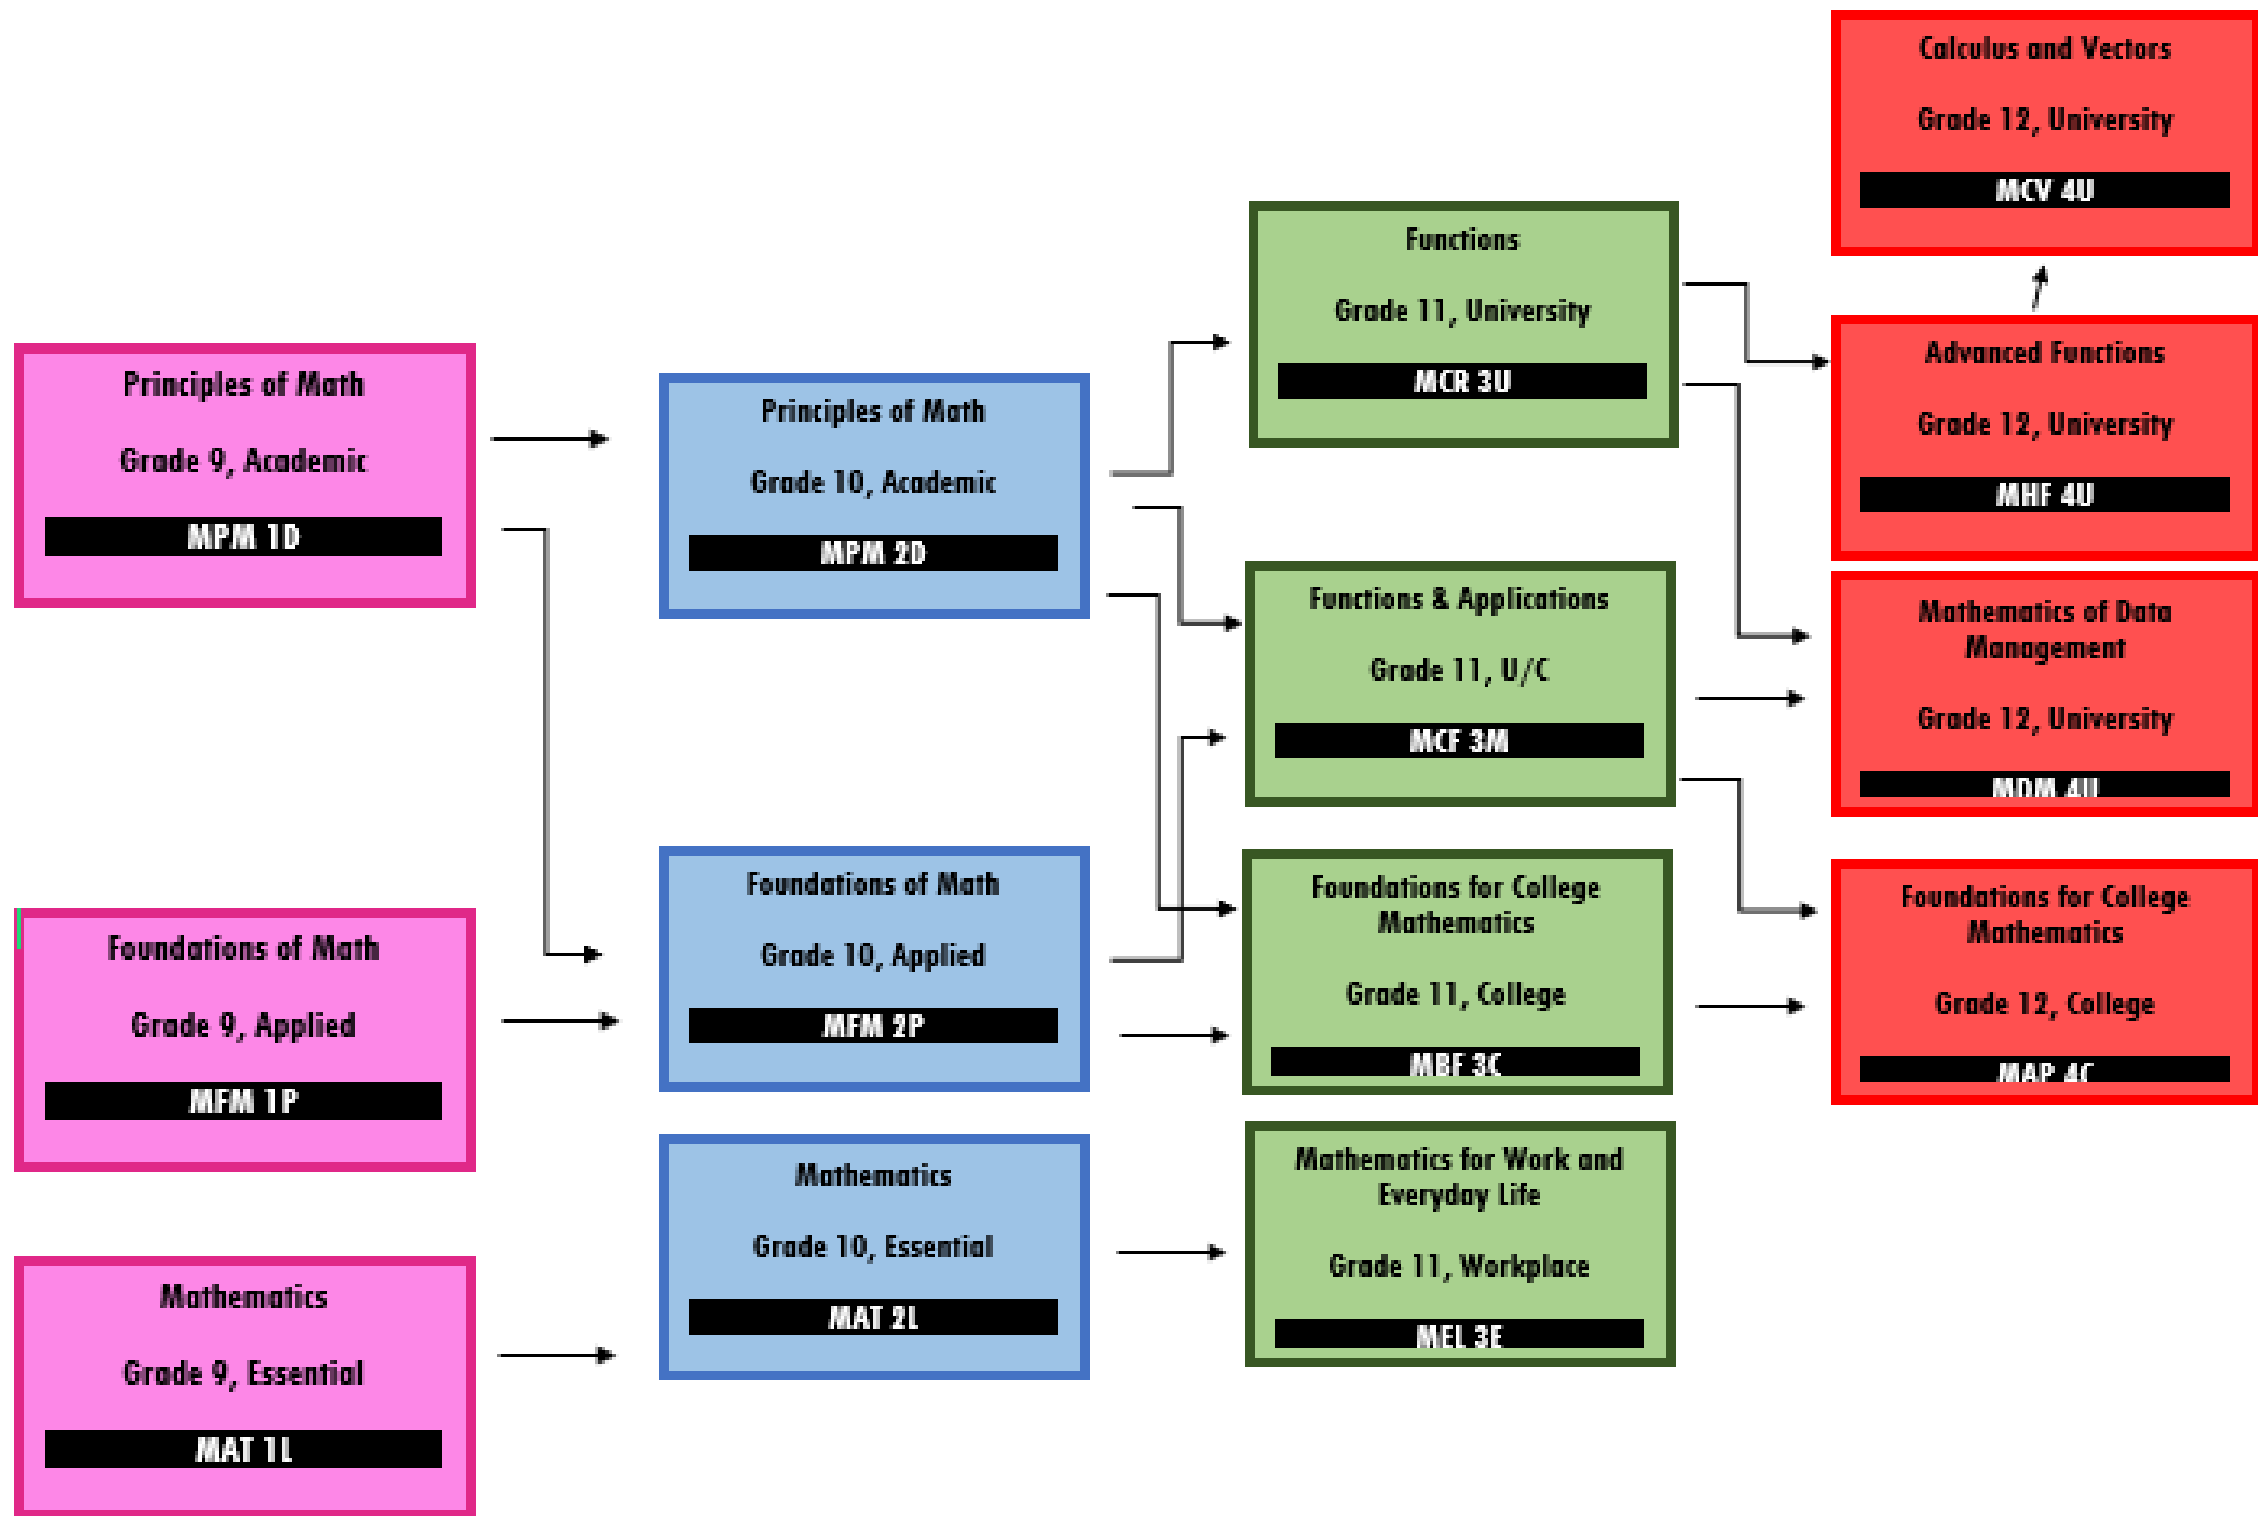 Principles of Math
Grade 9, Academic
MPM 1D
Foundations of Math
Grade 9, Applied
MFM 1P
Mathematics
Grade 9, Essential
MAT 1L
Principles of Math
Grade 10, Academic
MPM 2D
Foundations of Math
Grade 10, Applied
MFM 2P
Mathematics
Grade 10, Essential
MAT 2L
Functions
Grade 11, University
MCR 3U
Functions & Applications
Grade 11, U/C
MCF 3M
Foundations for College
Mathematics
Grade 11, College
MBF 3C
Mathematics for Work and
Everyday Life
Grade 11, Workplace
MEL 3E
Calculus and Vectors
Grade 12, University
MCV 4U
Advanced Functions
Grade 12, University
MHF 4U
Mathematics of Data
Management
Grade 12, University
MDM 4U
Foundations for College
Mathematics
Grade 12, College
MAP 4C